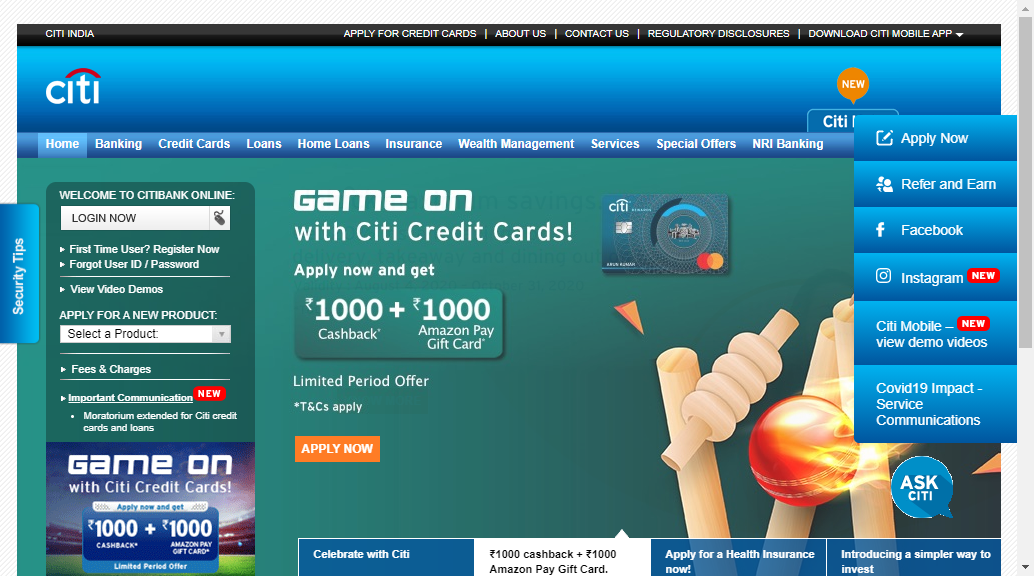 CITI INDIA
APPLY FOR CREDIT CARDS | ABOUT US | CONTACT US | REGULATORY DISCLOSURES | DOWNLOAD CITI MOBILE APP
citi
NEW
Citi
Home Banking Credit Cards Loans Home Loans Insurance Wealth Management Services Special Offers NRI Banking
Apply Now
Refer and Earn
Facebook
Instagram NEW
Citi Mobile – NEW
view demo videos
Covid19 Impact -
Service
Communications
Security Tips
WELCOME TO CITIBANK ONLINE:
LOGIN NOW
First Time User? Register Now
Forgot User ID / Password
View Video Demos
APPLY FOR A NEW PRODUCT:
Select a Product:
Fees & Charges
Important Communication NEW
Moratorium extended for Citi credit
cards and loans
GAME ON
with Citi Credit Cards!
Apply now and get
₹1000 + ₹1000
CASHBACK* AMAZON PAY
GIFT CARD*
Limited Period Offer
GAME ON
with Citi Credit Cards!
Apply now and get
₹1000 + ₹1000
Cashback* Amazon Pay
Gift Card*
Limited Period Offer
*T&Cs apply
APPLY NOW
citi REWARDS
ARUN KUMAR
ASK
CITI
Celebrate with Citi
₹1000 cashback + ₹1000
Amazon Pay Gift Card.
Apply for a Health Insurance
now!
Introducing a simpler way to
invest